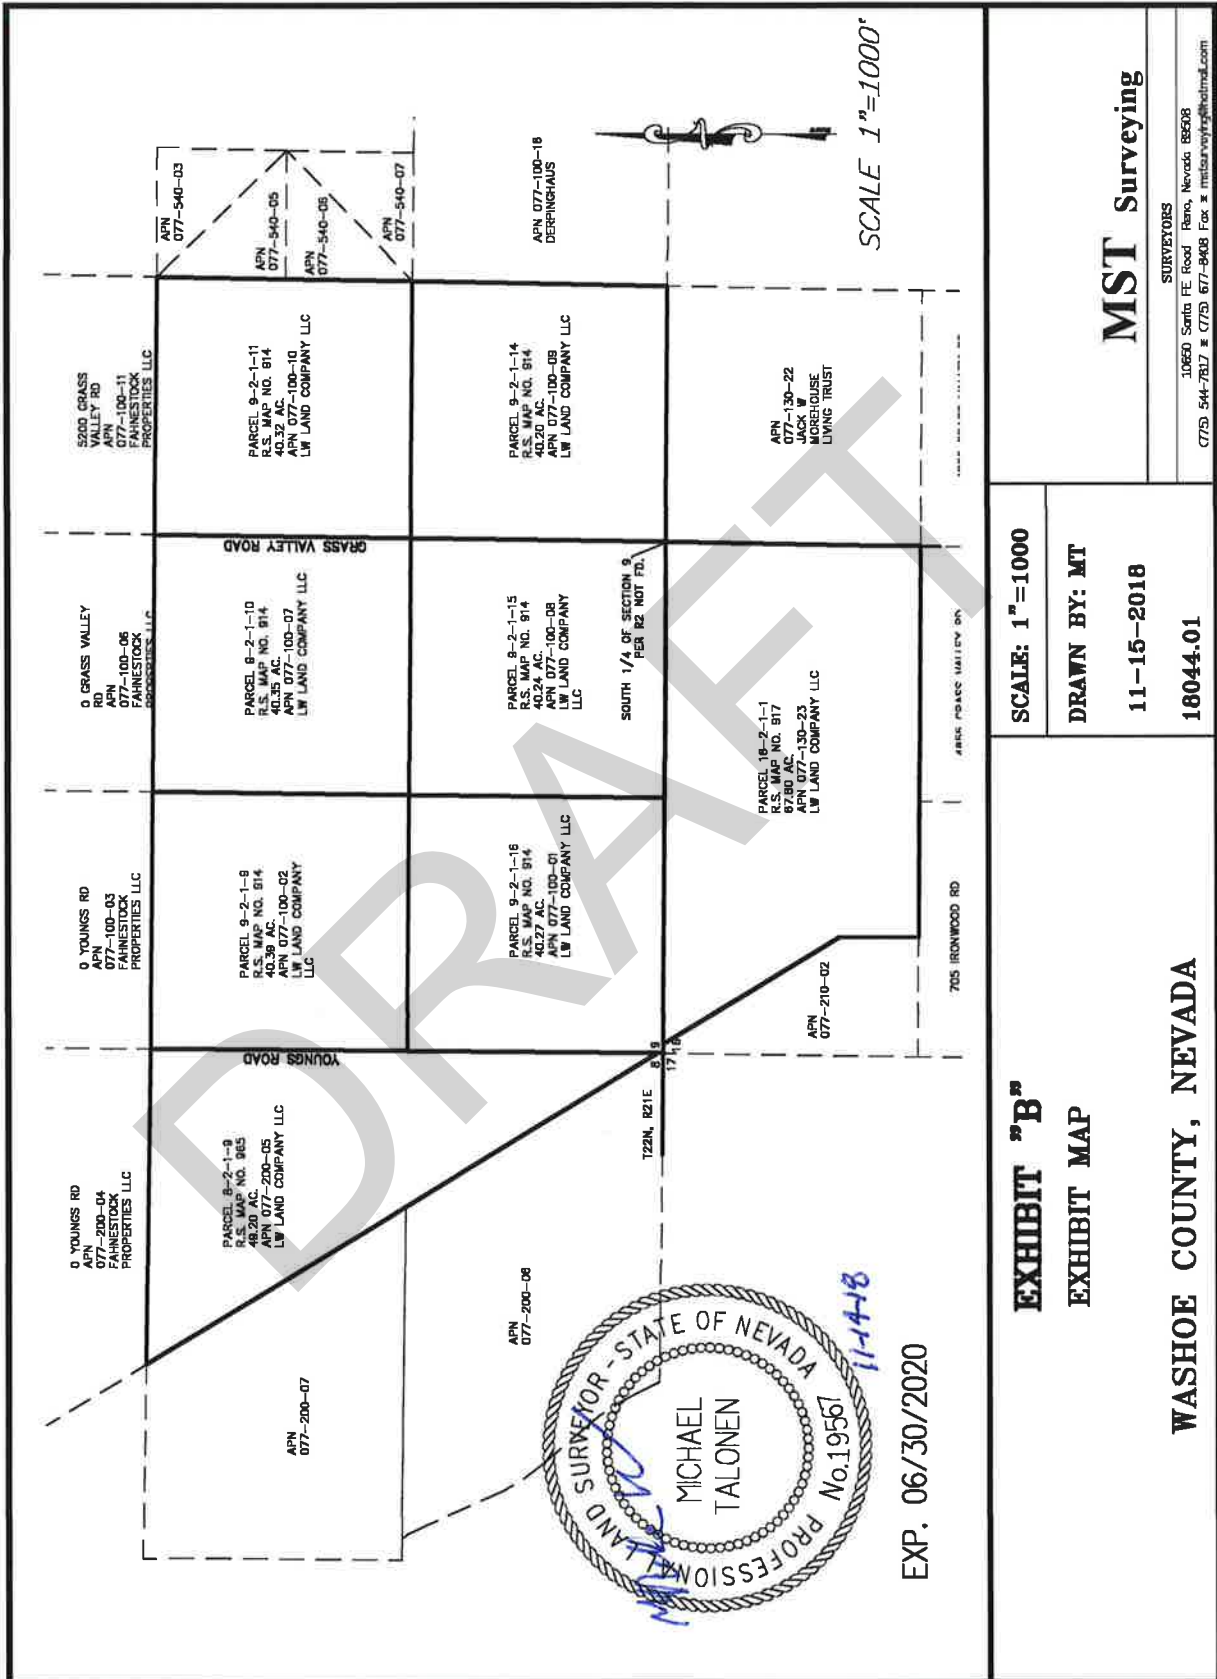 0 YOUNGS RD
APN
077-200-04
FAHNESTOCK
PROPERTIES LLC
0 YOUNGS RD
APN
077-100-03
FAHNESTOCK
PROPERTIES LLC
0 GRASS VALLEY
RD
APN
077-100-06
FAHNESTOCK
PROPERTIES LLC
5200 GRASS
VALLEY RD
APN
077-100-11
FAHNESTOCK
PROPERTIES LLC
APN
077-540-03
APN
077-540-05
APN
077-540-06
APN
077-540-07
APN
077-200-07
PARCEL 8-2-1-9
R.S. MAP NO. 965
49.20 AC.
APN 077-200-05
LW LAND COMPANY LLC
YOUNGS ROAD
PARCEL 9-2-1-9
R.S. MAP NO. 914
40.39 AC.
APN 077-100-02
LW LAND COMPANY
LLC
PARCEL 9-2-1-10
R.S. MAP NO. 914
40.35 AC.
APN 077-100-07
LW LAND COMPANY LLC
GRASS VALLEY ROAD
PARCEL 9-2-1-11
R.S. MAP NO. 914
40.32 AC.
APN 077-100-10
LW LAND COMPANY LLC
APN
077-200-06
PARCEL 9-2-1-16
R.S. MAP NO. 914
40.27 AC.
APN 077-100-01
LW LAND COMPANY LLC
PARCEL 9-2-1-15
R.S. MAP NO. 914
40.24 AC.
APN 077-100-08
LW LAND COMPANY
LLC
PARCEL 9-2-1-14
R.S. MAP NO. 914
40.20 AC.
APN 077-100-09
LW LAND COMPANY LLC
APN 077-100-16
DERPINGHAUS
SOUTH 1/4 OF SECTION 9
PER R2 NOT FD.
T22N, R21E
8 9
17 16
APN
077-210-02
PARCEL 16-2-1-1
R.S. MAP NO. 917
67.80 AC.
APN 077-130-23
LW LAND COMPANY LLC
APN
077-130-22
JACK W
MOREHOUSE
LIVING TRUST
705 IRONWOOD RD
GRASS VALLEY RD
SCALE 1"=1000'
PROFESSIONAL LAND SURVEYOR - STATE OF NEVADA
MICHAEL
TALONEN
No.19567
11-14-18
EXP. 06/30/2020
DRAFT
EXHIBIT "B"
EXHIBIT MAP
WASHOE COUNTY, NEVADA
SCALE: 1"=1000
DRAWN BY: MT
11-15-2018
18044.01
MST Surveying
SURVEYORS
10650 Santa FE Road Reno, Nevada 89508
(775) 544-7817 (775) 677-8408 Fax mstsurveying@hotmail.com